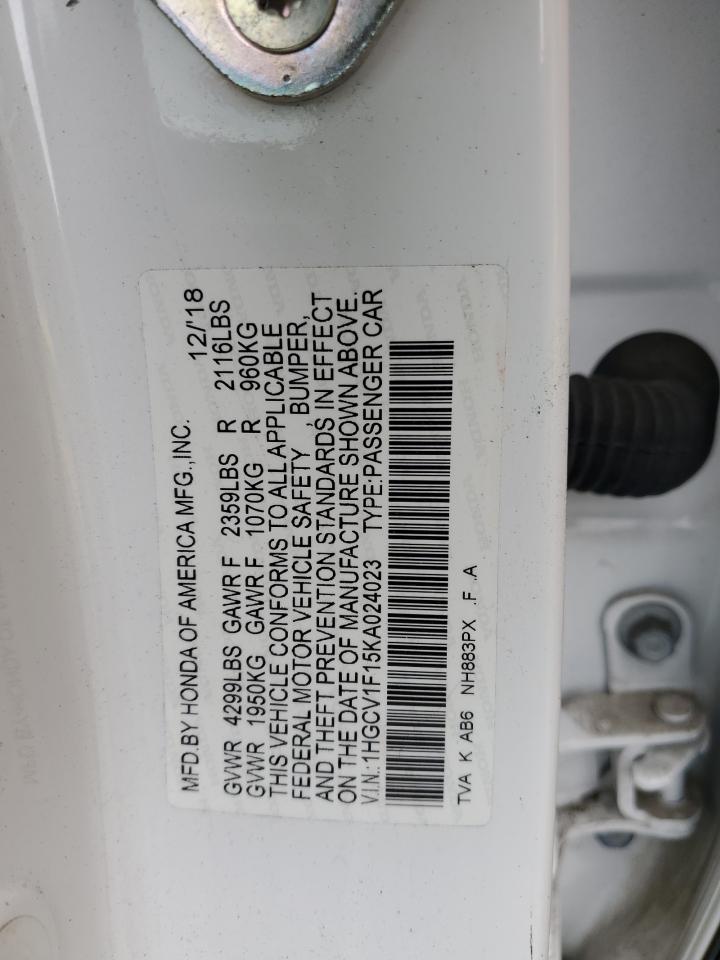 MFD.BY HONDA OF AMERICA MFG.,INC. 12/'18
GVWR 4299LBS GAWR F 2359LBS R 2116LBS
GVWR 1950KG GAWR F 1070KG R 960KG
THIS VEHICLE CONFORMS TO ALL APPLICABLE
FEDERAL MOTOR VEHICLE SAFETY , BUMPER,
AND THEFT PREVENTION STANDARDS IN EFFECT
ON THE DATE OF MANUFACTURE SHOWN ABOVE.
V.I.N.:1HGCV1F15KA024023 TYPE:PASSENGER CAR
TVA K AB6 NH883PX .F .A